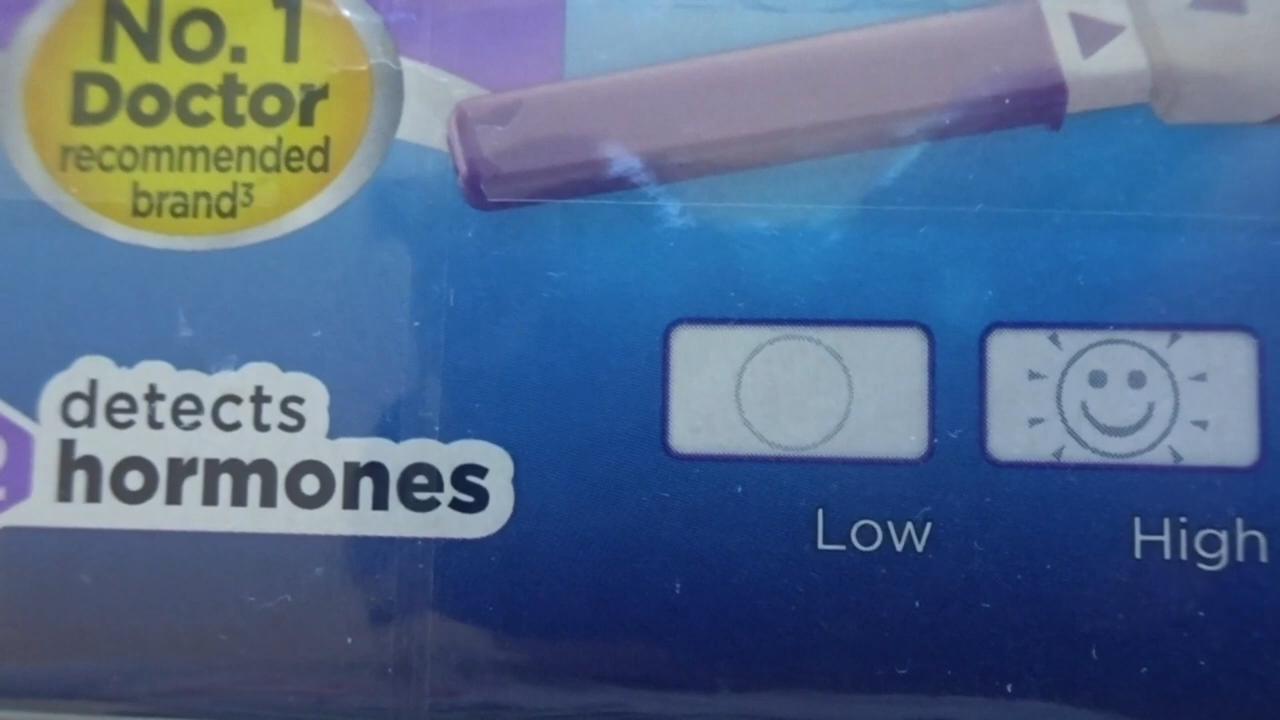 No. 1
Doctor
recommended
brand³
detects
hormones
Low
High